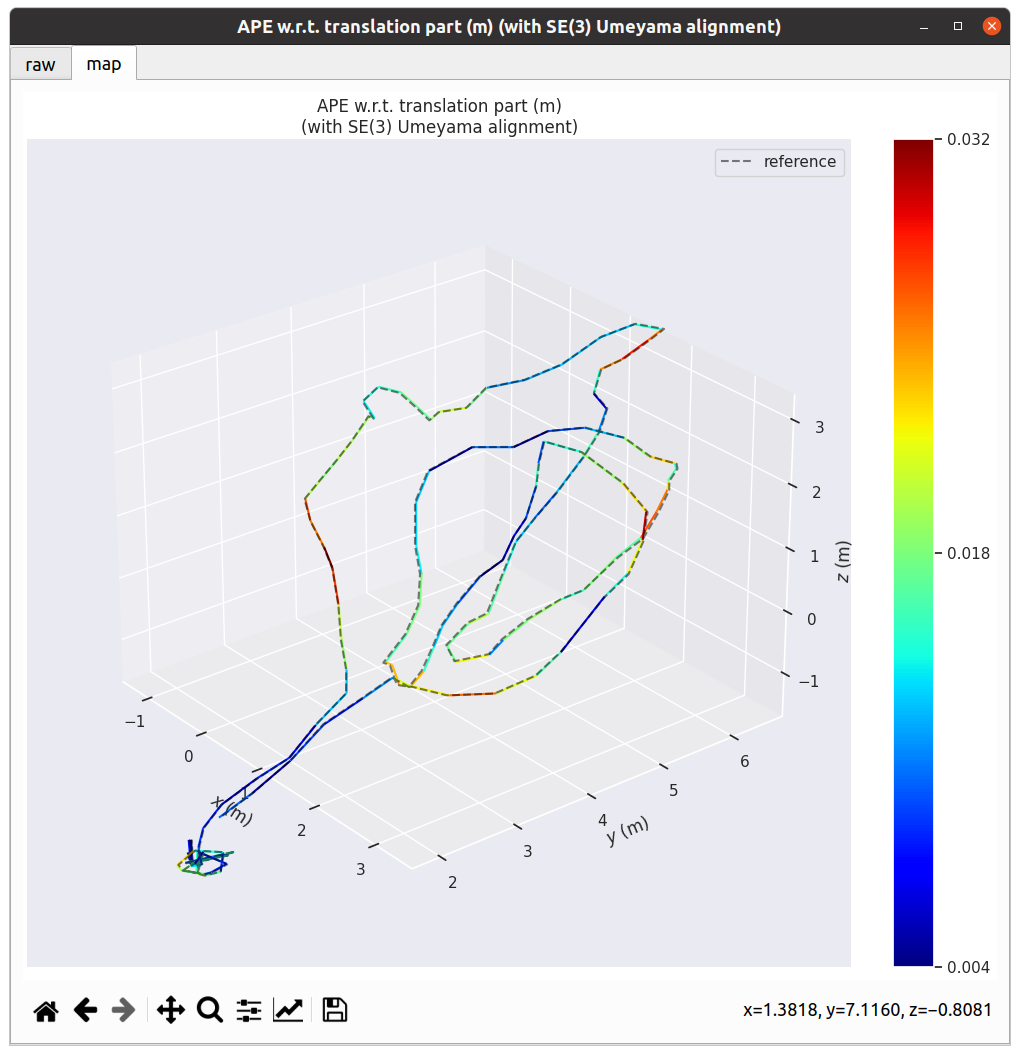 APE w.r.t. translation part (m) (with SE(3) Umeyama alignment)
raw
map
APE w.r.t. translation part (m)
(with SE(3) Umeyama alignment)
reference
0.032
0.018
0.004
3
2
1
0
−1
z (m)
−1
0
1
2
3
x (m)
2
3
4
5
6
y (m)
x=1.3818, y=7.1160, z=−0.8081